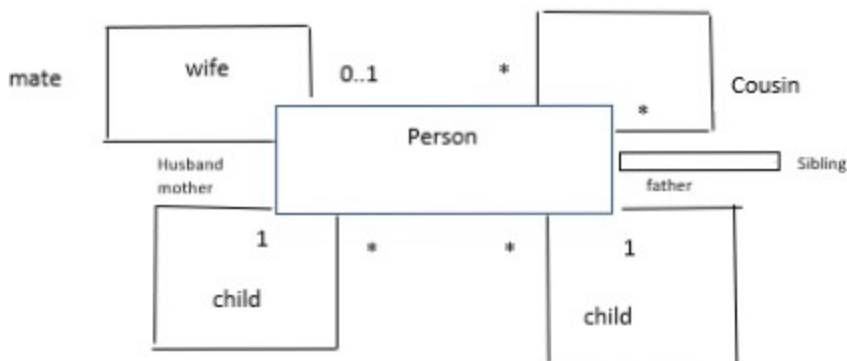 mate
wife
0..1
*
Cousin
*
Person
Husband
mother
Sibling
father
1
*
*
1
child
child